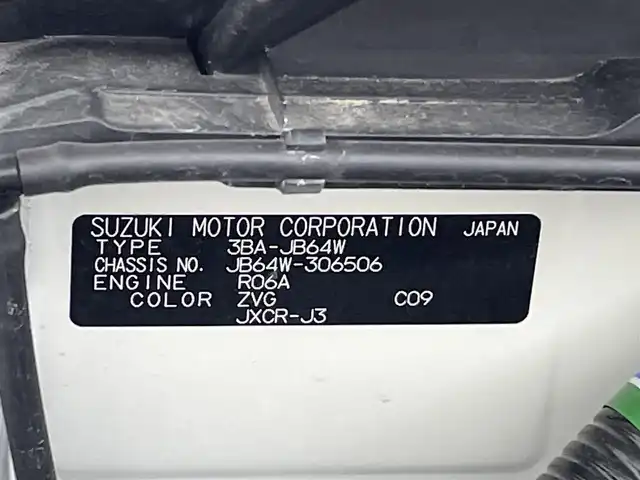 SUZUKI MOTOR CORPORATION JAPAN
TYPE 3BA-JB64W
CHASSIS NO. JB64W-306506
ENGINE R06A
COLOR ZVG C09
JXCR-J3